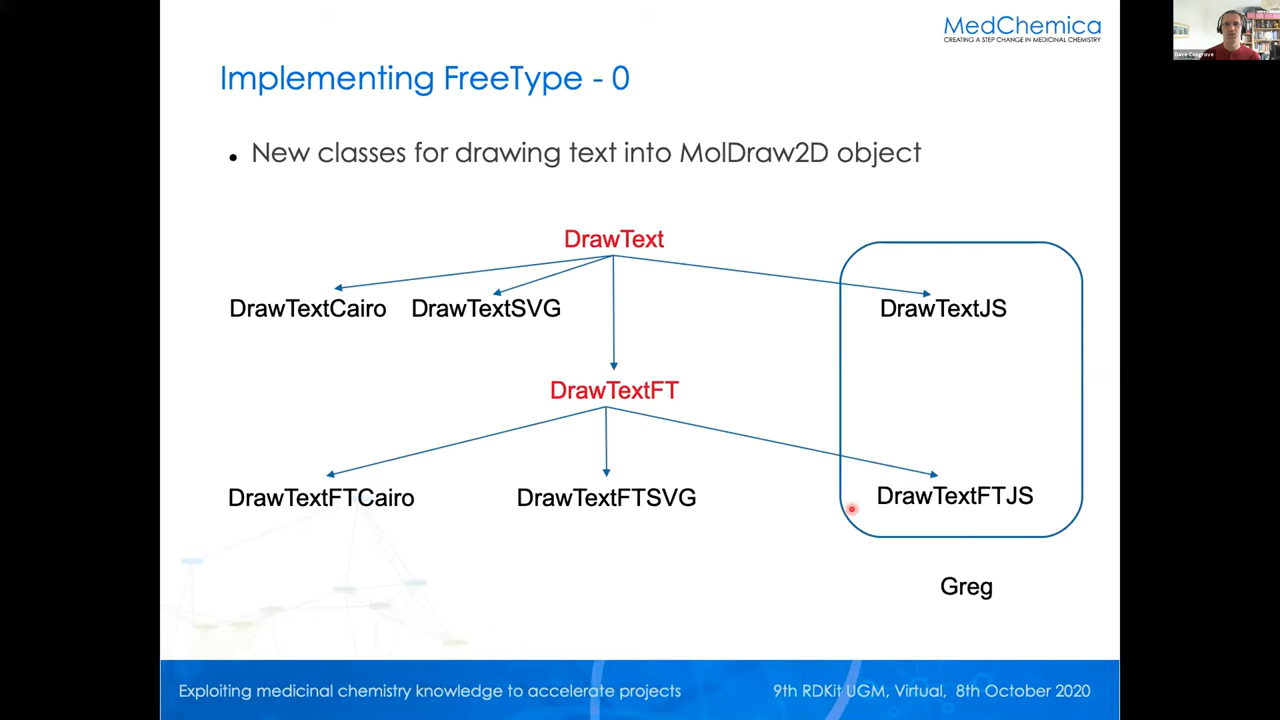 MedChemica
CREATING A STEP CHANGE IN MEDICINAL CHEMISTRY
Dave Cosgrove
Implementing FreeType - 0
• New classes for drawing text into MolDraw2D object
DrawText
DrawTextCairo DrawTextSVG DrawTextJS
DrawTextFT
DrawTextFTCairo DrawTextFTSVG DrawTextFTJS
Greg
Exploiting medicinal chemistry knowledge to accelerate projects 9th RDKit UGM, Virtual, 8th October 2020